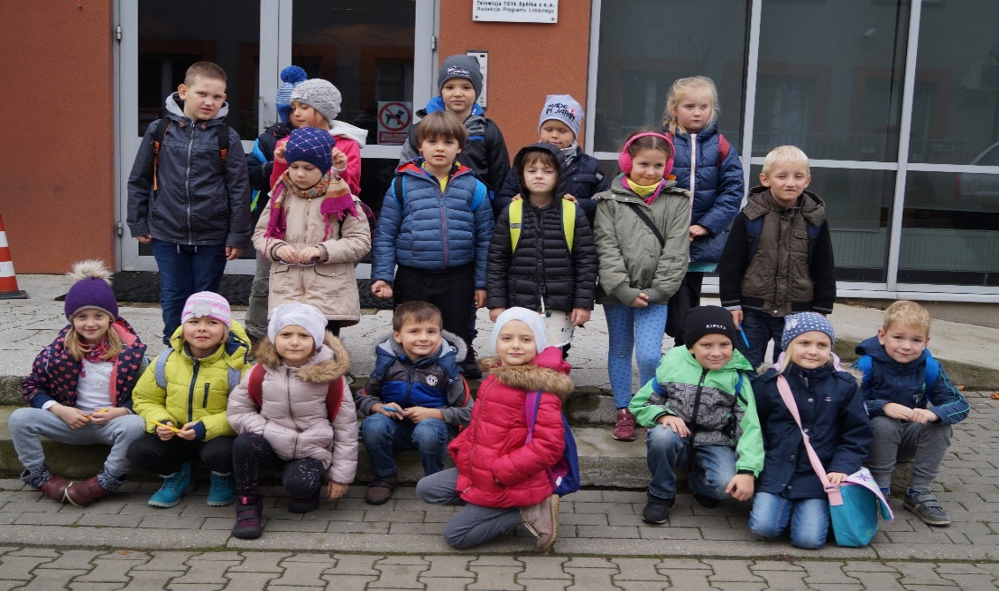 Telewizja TOYA Spółka z o.o.
Redakcja Programu Lokalnego
MADE
IN JAPAN
KIPSTA